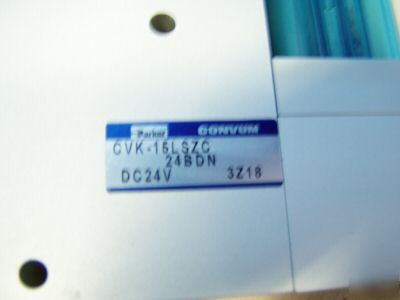 Parker CONVUM
CVK-15LSZC
24BDN
DC24V 3Z18